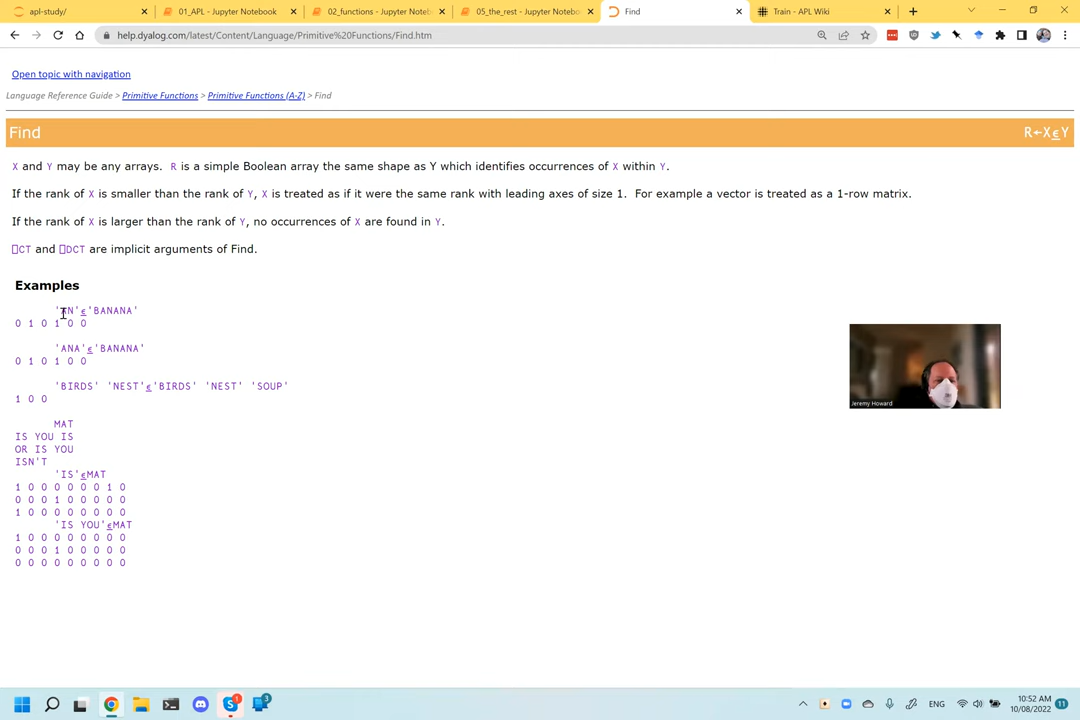 apl-study/
01_APL - Jupyter Notebook
02_functions - Jupyter Notebo
05_the_rest - Jupyter Notebo
Find
Train - APL Wiki
help.dyalog.com/latest/Content/Language/Primitive%20Functions/Find.htm
Open topic with navigation
Language Reference Guide > Primitive Functions > Primitive Functions (A-Z) > Find
Find
R←X⍷Y
X and Y may be any arrays. R is a simple Boolean array the same shape as Y which identifies occurrences of X within Y.
If the rank of X is smaller than the rank of Y, X is treated as if it were the same rank with leading axes of size 1. For example a vector is treated as a 1-row matrix.
If the rank of X is larger than the rank of Y, no occurrences of X are found in Y.
⎕CT and ⎕DCT are implicit arguments of Find.
Examples
'AN'⍷'BANANA'
0 1 0 1 0 0
'ANA'⍷'BANANA'
0 1 0 1 0 0
'BIRDS' 'NEST'⍷'BIRDS' 'NEST' 'SOUP'
1 0 0
MAT
IS YOU IS
OR IS YOU
ISN'T
'IS'⍷MAT
1 0 0 0 0 0 0 1 0
0 0 0 1 0 0 0 0 0
1 0 0 0 0 0 0 0 0
'IS YOU'⍷MAT
1 0 0 0 0 0 0 0 0
0 0 0 1 0 0 0 0 0
0 0 0 0 0 0 0 0 0
Jeremy Howard
1
3
ENG
10:52 AM
10/08/2022
11